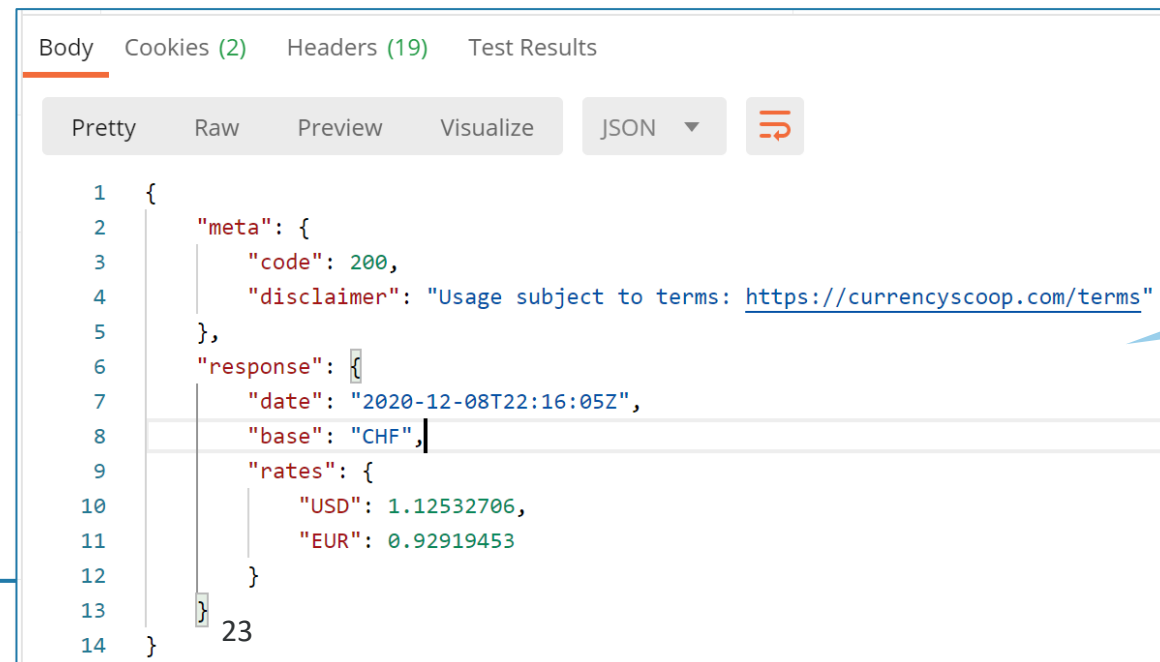 Body Cookies (2) Headers (19) Test Results
Pretty Raw Preview Visualize JSON
1 {
2 "meta": {
3 "code": 200,
4 "disclaimer": "Usage subject to terms: https://currencyscoop.com/terms"
5 },
6 "response": {
7 "date": "2020-12-08T22:16:05Z",
8 "base": "CHF",
9 "rates": {
10 "USD": 1.12532706,
11 "EUR": 0.92919453
12 }
13 }
23
14 }